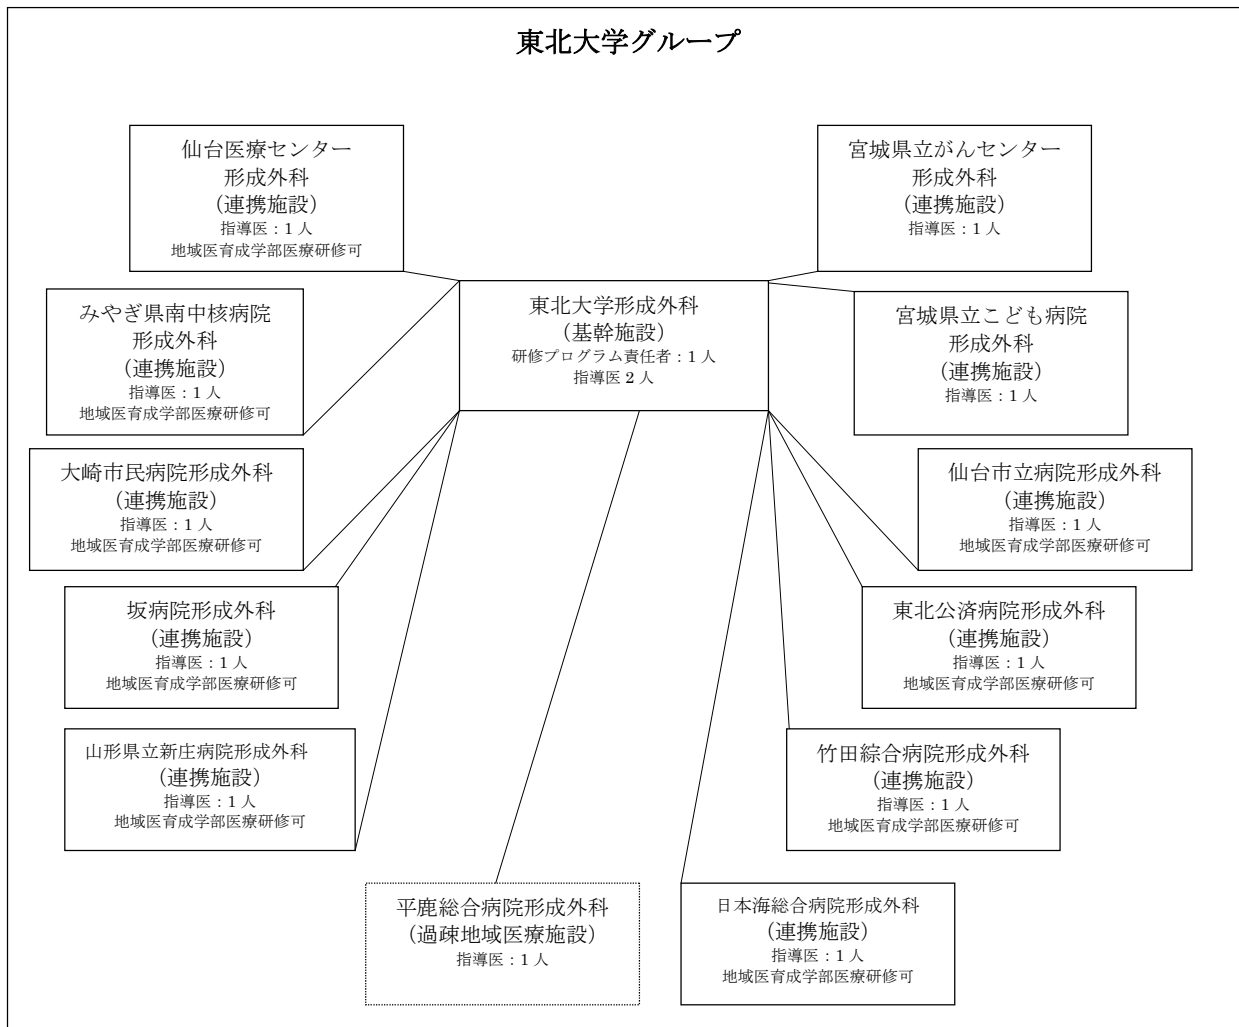 東北大学グループ
仙台医療センター
形成外科
（連携施設）
指導医：1 人
地域医育成学部医療研修可
宮城県立がんセンター
形成外科
（連携施設）
指導医：1 人
みやぎ県南中核病院
形成外科
（連携施設）
指導医：1 人
地域医育成学部医療研修可
東北大学形成外科
（基幹施設）
研修プログラム責任者：1 人
指導医 2 人
宮城県立こども病院
形成外科
（連携施設）
指導医：1 人
大崎市民病院形成外科
（連携施設）
指導医：1 人
地域医育成学部医療研修可
仙台市立病院形成外科
（連携施設）
指導医：1 人
地域医育成学部医療研修可
坂病院形成外科
（連携施設）
指導医：1 人
地域医育成学部医療研修可
東北公済病院形成外科
（連携施設）
指導医：1 人
地域医育成学部医療研修可
山形県立新庄病院形成外科
（連携施設）
指導医：1 人
地域医育成学部医療研修可
竹田綜合病院形成外科
（連携施設）
指導医：1 人
地域医育成学部医療研修可
平鹿総合病院形成外科
（過疎地域医療施設）
指導医：1 人
日本海総合病院形成外科
（連携施設）
指導医：1 人
地域医育成学部医療研修可